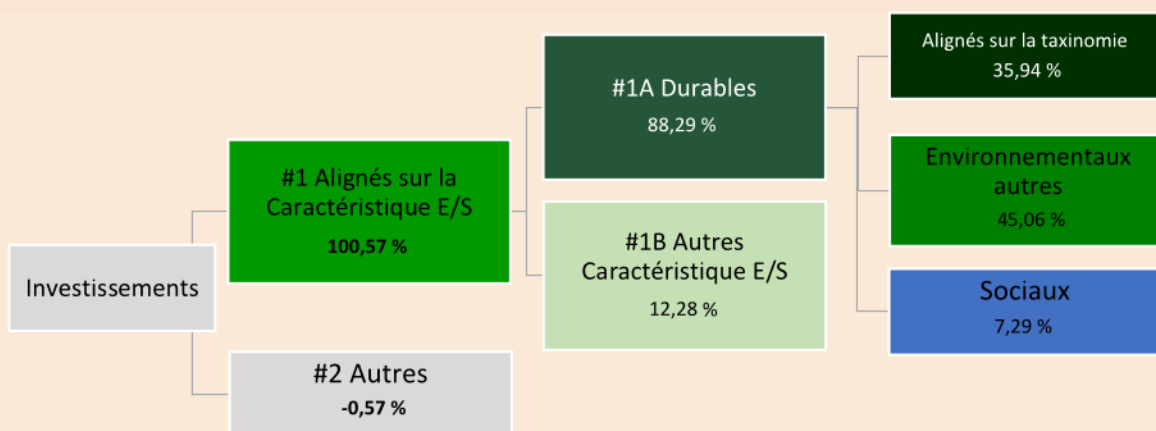 Investissements
#1 Alignés sur la
Caractéristique E/S
100,57 %
#2 Autres
-0,57 %
#1A Durables
88,29 %
#1B Autres
Caractéristique E/S
12,28 %
Alignés sur la taxinomie
35,94 %
Environnementaux
autres
45,06 %
Sociaux
7,29 %